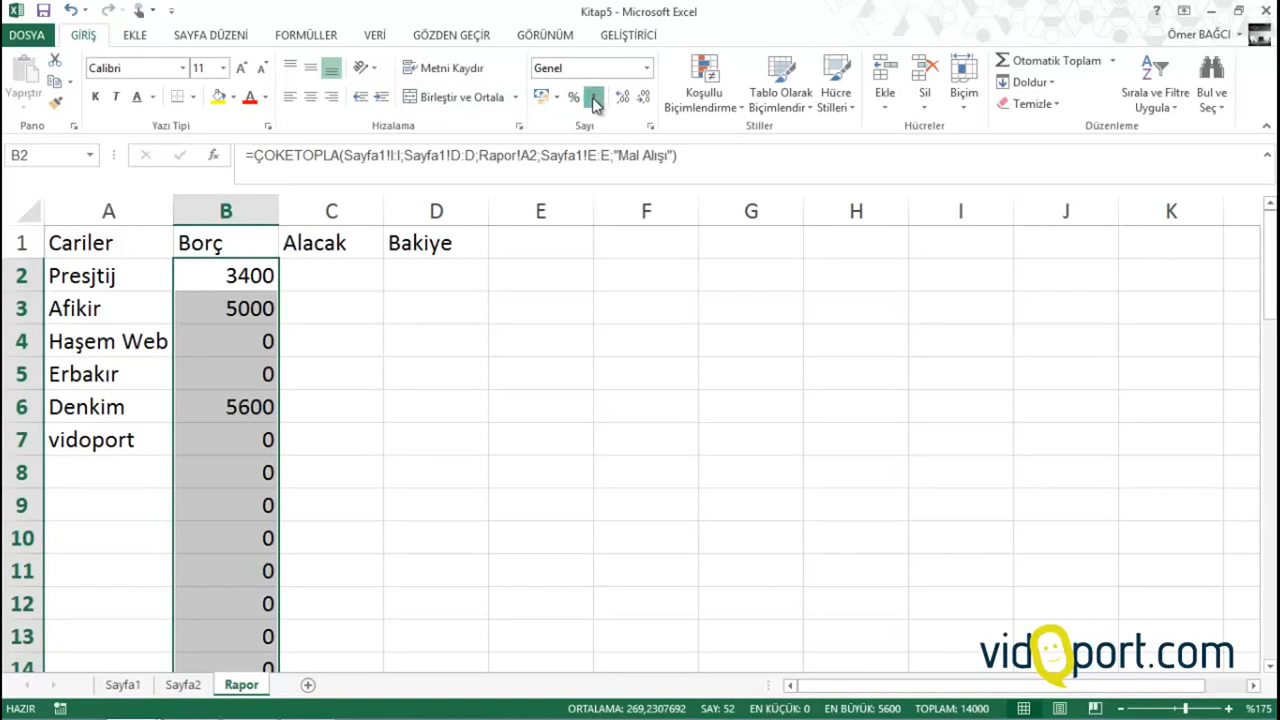 Kitap5 - Microsoft Excel
DOSYA GİRİŞ EKLE SAYFA DÜZENİ FORMÜLLER VERİ GÖZDEN GEÇİR GÖRÜNÜM GELİŞTİRİCİ Ömer BAĞCI
Yapıştır
Calibri 11
K T A
Metni Kaydır
Birleştir ve Ortala
Genel
%
Koşullu Biçimlendirme
Tablo Olarak Biçimlendir
Hücre Stilleri
Ekle
Sil
Biçim
Otomatik Toplam
Doldur
Temizle
Sırala ve Filtre Uygula
Bul ve Seç
Pano Yazı Tipi Hizalama Sayı Stiller Hücreler Düzenleme
B2 fx =ÇOKETOPLA(Sayfa1!I:I;Sayfa1!D:D;Rapor!A2;Sayfa1!E:E;"Mal Alışı")
A B C D E F G H I J K
1 Cariler Borç Alacak Bakiye
2 Presjtij 3400
3 Afikir 5000
4 Haşem Web 0
5 Erbakır 0
6 Denkim 5600
7 vidoport 0
8 0
9 0
10 0
11 0
12 0
13 0
14 0
vidoport.com
Sayfa1 Sayfa2 Rapor
HAZIR ORTALAMA: 269,2307692 SAY: 52 EN KÜÇÜK: 0 EN BÜYÜK: 5600 TOPLAM: 14000 %175